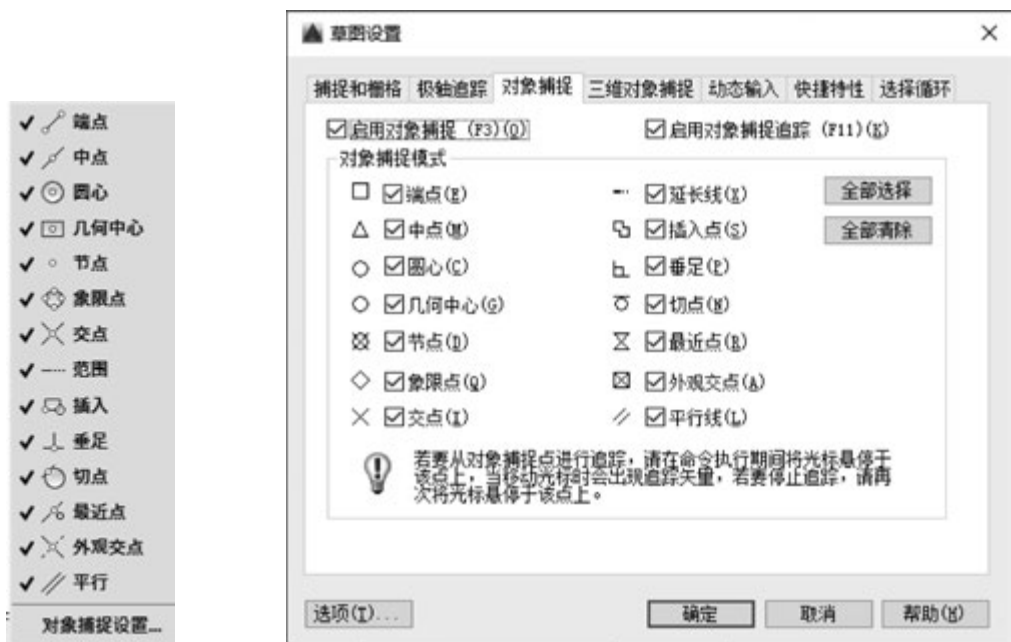 端点
中点
圆心
几何中心
节点
象限点
交点
范围
插入
垂足
切点
最近点
外观交点
平行
对象捕捉设置...
草图设置
捕捉和栅格 极轴追踪 对象捕捉 三维对象捕捉 动态输入 快捷特性 选择循环
启用对象捕捉 (F3)(O) 启用对象捕捉追踪 (F11)(K)
对象捕捉模式
端点(E) 延长线(X) 全部选择
中点(M) 插入点(S) 全部清除
圆心(C) 垂足(P)
几何中心(G) 切点(N)
节点(D) 最近点(R)
象限点(Q) 外观交点(A)
交点(I) 平行线(L)
若要从对象捕捉点进行追踪，请在命令执行期间将光标悬停于
该点上，当移动光标时会出现追踪矢量，若要停止追踪，请再
次将光标悬停于该点上。
选项(T)... 确定 取消 帮助(H)